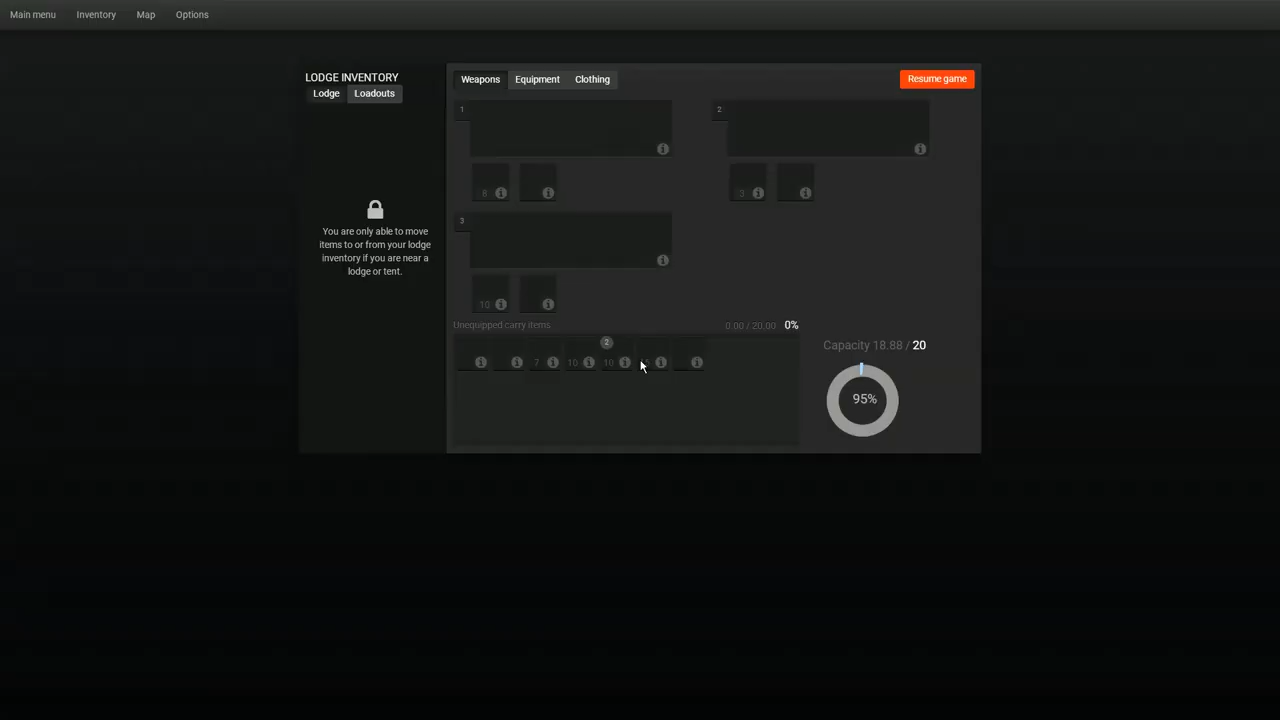 Main menu Inventory Map Options
LODGE INVENTORY
Lodge Loadouts
Weapons Equipment Clothing
Resume game
1
2
8
3
3
10
You are only able to move
items to or from your lodge
inventory if you are near a
lodge or tent.
Unequipped carry items
0.00 / 20.00 0%
2
7 10 10
Capacity 18.88 / 20
95%